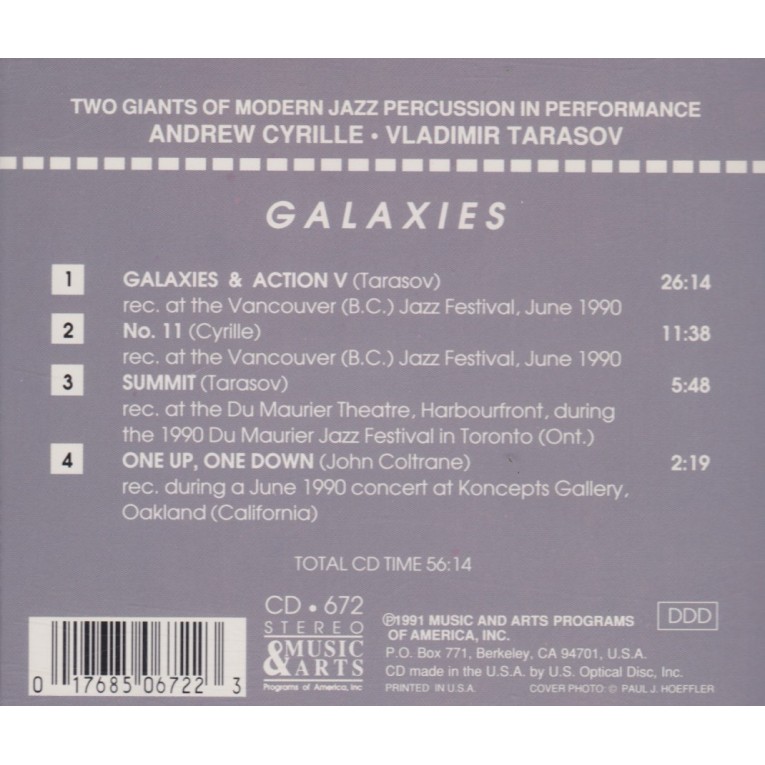 TWO GIANTS OF MODERN JAZZ PERCUSSION IN PERFORMANCE
ANDREW CYRILLE • VLADIMIR TARASOV
GALAXIES
1 GALAXIES & ACTION V (Tarasov) 26:14
rec. at the Vancouver (B.C.) Jazz Festival, June 1990
2 No. 11 (Cyrille) 11:38
rec. at the Vancouver (B.C.) Jazz Festival, June 1990
3 SUMMIT (Tarasov) 5:48
rec. at the Du Maurier Theatre, Harbourfront, during
the 1990 Du Maurier Jazz Festival in Toronto (Ont.)
4 ONE UP, ONE DOWN (John Coltrane) 2:19
rec. during a June 1990 concert at Koncepts Gallery,
Oakland (California)
TOTAL CD TIME 56:14
CD • 672
STEREO
MUSIC
& ARTS
Programs of America, Inc
℗1991 MUSIC AND ARTS PROGRAMS
OF AMERICA, INC.
P.O. Box 771, Berkeley, CA 94701, U.S.A.
CD made in the U.S.A. by U.S. Optical Disc, Inc.
PRINTED IN U.S.A. COVER PHOTO: © PAUL J. HOEFFLER
DDD
0 17685 06722 3